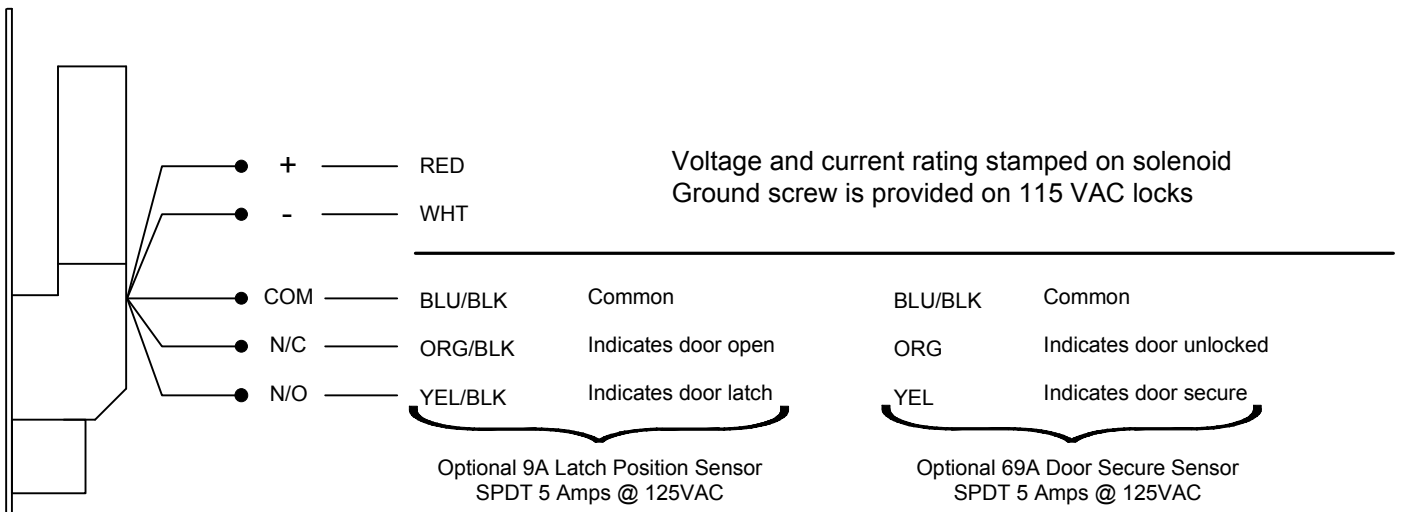 + RED
Voltage and current rating stamped on solenoid
- WHT
Ground screw is provided on 115 VAC locks
COM BLU/BLK Common BLU/BLK Common
N/C ORG/BLK Indicates door open ORG Indicates door unlocked
N/O YEL/BLK Indicates door latch YEL Indicates door secure
Optional 9A Latch Position Sensor
SPDT 5 Amps @ 125VAC
Optional 69A Door Secure Sensor
SPDT 5 Amps @ 125VAC